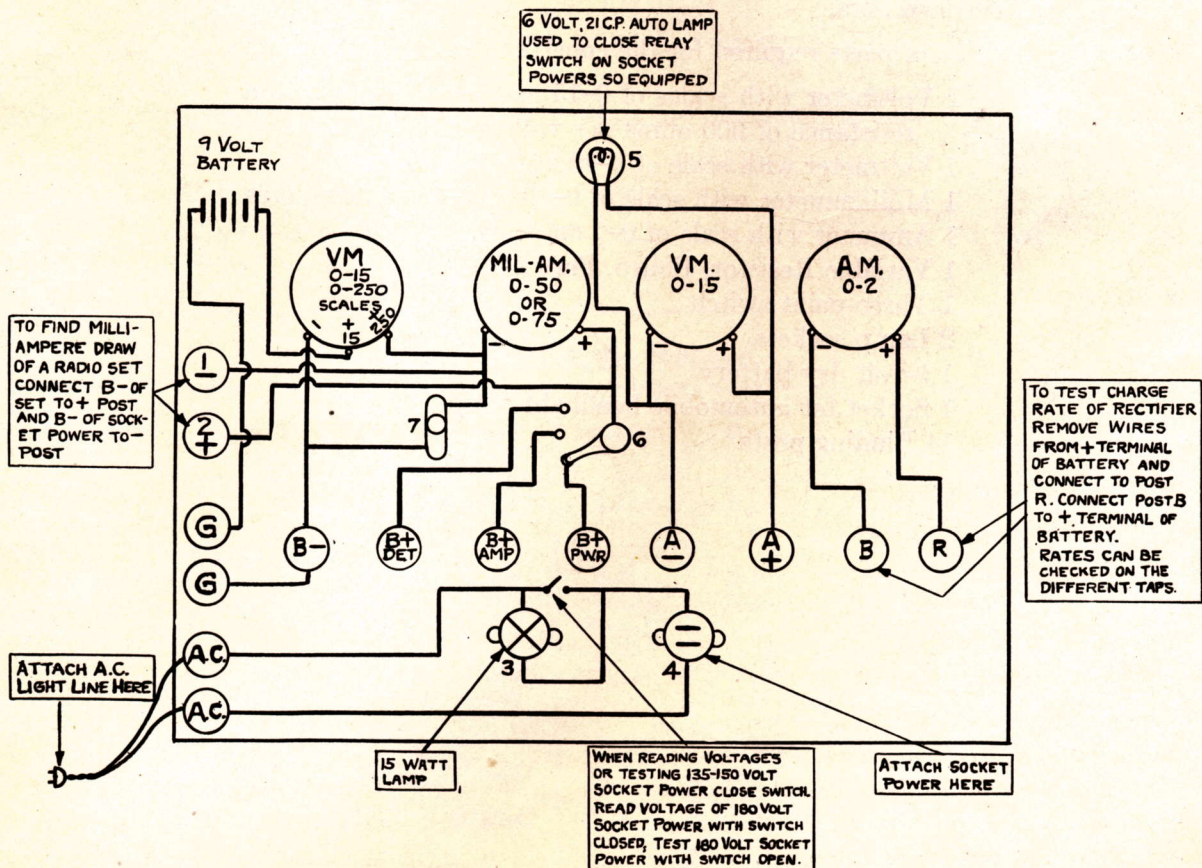 6 VOLT, 21 C.P. AUTO LAMP
USED TO CLOSE RELAY
SWITCH ON SOCKET
POWERS SO EQUIPPED
5
9 VOLT
BATTERY
VM
0-15
0-250
SCALES
-
+
15
+
250
MIL-AM.
0-50
OR
0-75
-
+
VM.
0-15
-
+
A.M.
0-2
-
+
TO FIND MILLI-
AMPERE DRAW
OF A RADIO SET
CONNECT B- OF
SET TO + POST
AND B- OF SOCK-
ET POWER TO -
POST
1
-
2
+
7
6
TO TEST CHARGE
RATE OF RECTIFIER
REMOVE WIRES
FROM + TERMINAL
OF BATTERY AND
CONNECT TO POST
R. CONNECT POST B
TO + TERMINAL OF
BATTERY.
RATES CAN BE
CHECKED ON THE
DIFFERENT TAPS.
G
B-
B+
DET
B+
AMP
B+
PWR
A
-
A
+
B
R
G
A.C.
3
4
ATTACH A.C.
LIGHT LINE HERE
A.C.
15 WATT
LAMP
WHEN READING VOLTAGES
OR TESTING 135-150 VOLT
SOCKET POWER CLOSE SWITCH.
READ VOLTAGE OF 180 VOLT
SOCKET POWER WITH SWITCH
CLOSED, TEST 180 VOLT SOCKET
POWER WITH SWITCH OPEN.
ATTACH SOCKET
POWER HERE